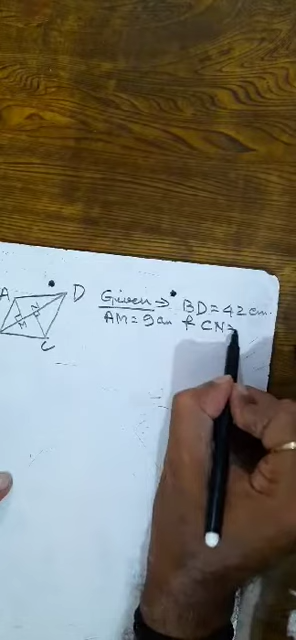 A D Given → BD = 42 cm.
AM = 9 cm & CN =
M
C